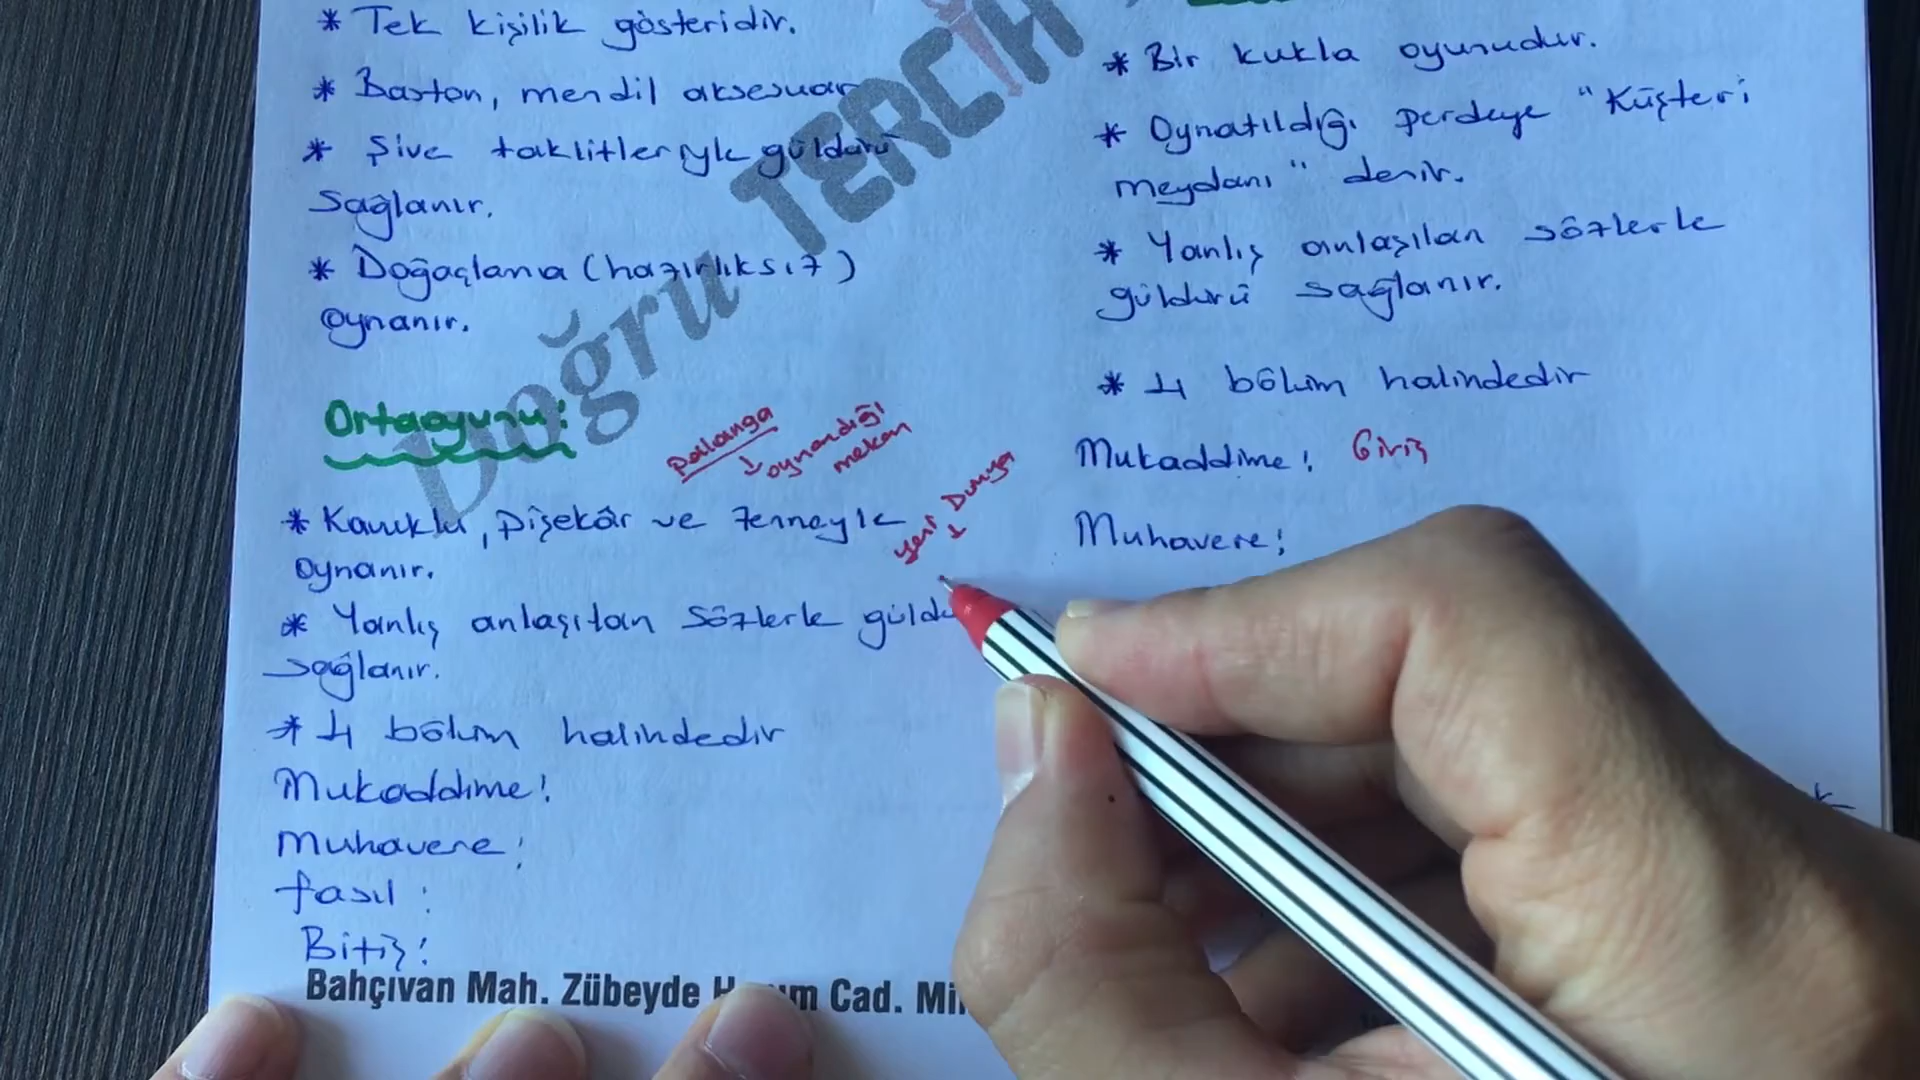 * Tek kişilik gösteridir.
* Baston, mendil aksesuar
* Şive taklitleriyle güldürü
sağlanır.
* Doğaçlama (hazırlıksız)
oynanır.
Ortaoyunu:
palanga
↓ oynandığı
mekan
* Kavuklu, pişekâr ve zenneyle
oynanır.
yeni Dünya
↓
* Yanlış anlaşılan sözlerle güldü
sağlanır.
* 4 bölüm halindedir
Mukaddime:
Muhavere:
fasıl :
Bitiş:
* Bir kukla oyunudur.
* Oynatıldığı perdeye "Küşteri
meydanı" denir.
* Yanlış anlaşılan sözlerle
güldürü sağlanır.
* 4 bölüm halindedir
Mukaddime: Giriş
Muhavere:
Doğru TERCİH
Bahçıvan Mah. Zübeyde Cad.